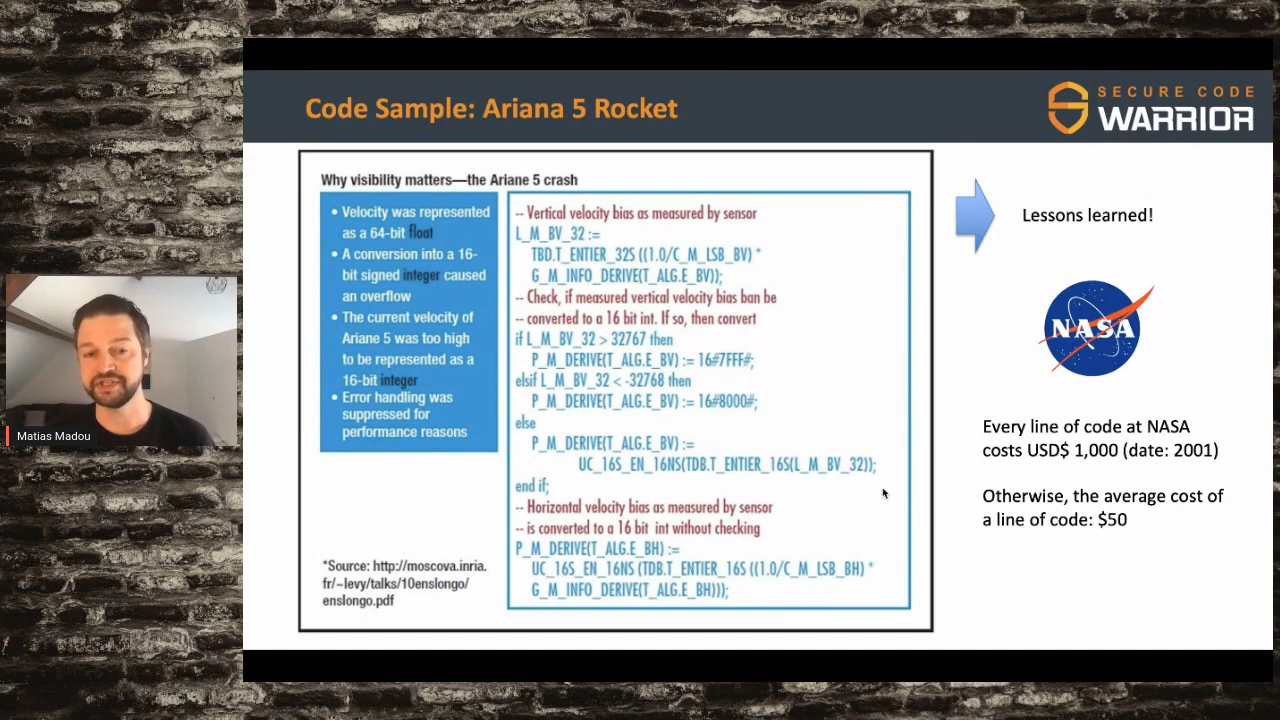 Code Sample: Ariana 5 Rocket
SECURE CODE
WARRIOR
Why visibility matters—the Ariane 5 crash
• Velocity was represented
as a 64-bit float
• A conversion into a 16-
bit signed integer caused
an overflow
• The current velocity of
Ariane 5 was too high
to be represented as a
16-bit integer
• Error handling was
suppressed for
performance reasons
*Source: http://moscova.inria.
fr/~levy/talks/10enslongo/
enslongo.pdf
-- Vertical velocity bias as measured by sensor
L_M_BV_32 :=
TBD.T_ENTIER_32S ((1.0/C_M_LSB_BV) *
G_M_INFO_DERIVE(T_ALG.E_BV));
-- Check, if measured vertical velocity bias ban be
-- converted to a 16 bit int. If so, then convert
if L_M_BV_32 > 32767 then
P_M_DERIVE(T_ALG.E_BV) := 16#7FFF#;
elsif L_M_BV_32 < -32768 then
P_M_DERIVE(T_ALG.E_BV) := 16#8000#;
else
P_M_DERIVE(T_ALG.E_BV) :=
UC_16S_EN_16NS(TDB.T_ENTIER_16S(L_M_BV_32));
end if;
-- Horizontal velocity bias as measured by sensor
-- is converted to a 16 bit int without checking
P_M_DERIVE(T_ALG.E_BH) :=
UC_16S_EN_16NS (TDB.T_ENTIER_16S ((1.0/C_M_LSB_BH) *
G_M_INFO_DERIVE(T_ALG.E_BH)));
Lessons learned!
NASA
Every line of code at NASA
costs USD$ 1,000 (date: 2001)
Otherwise, the average cost of
a line of code: $50
Matias Madou